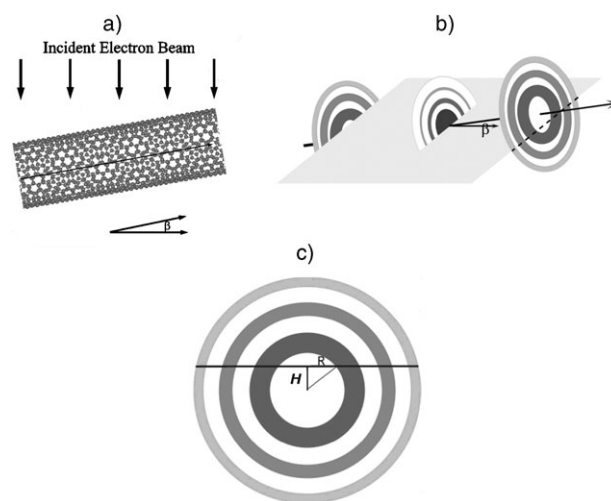 a)
Incident Electron Beam
β
b)
β
c)
R
H